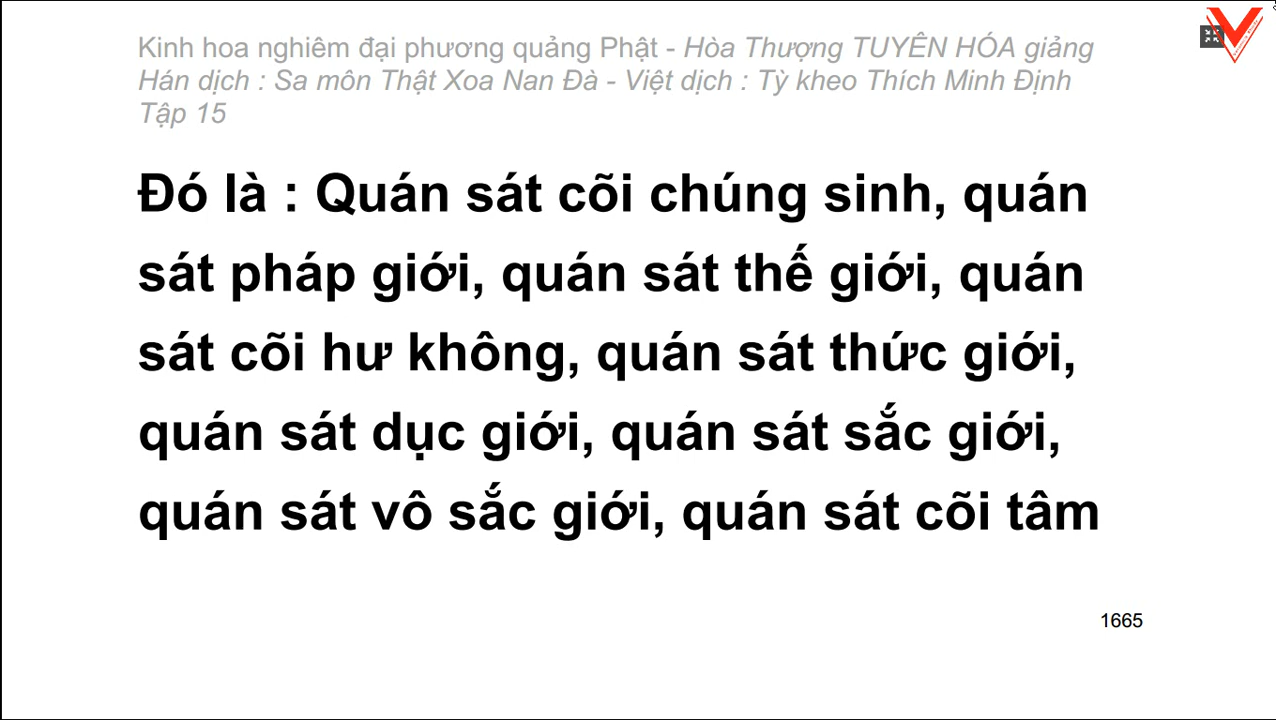 Kinh hoa nghiêm đại phương quảng Phật - Hòa Thượng TUYÊN HÓA giảng
Hán dịch : Sa môn Thật Xoa Nan Đà - Việt dịch : Tỳ kheo Thích Minh Định
Tập 15
Đó là : Quán sát cõi chúng sinh, quán
sát pháp giới, quán sát thế giới, quán
sát cõi hư không, quán sát thức giới,
quán sát dục giới, quán sát sắc giới,
quán sát vô sắc giới, quán sát cõi tâm
1665